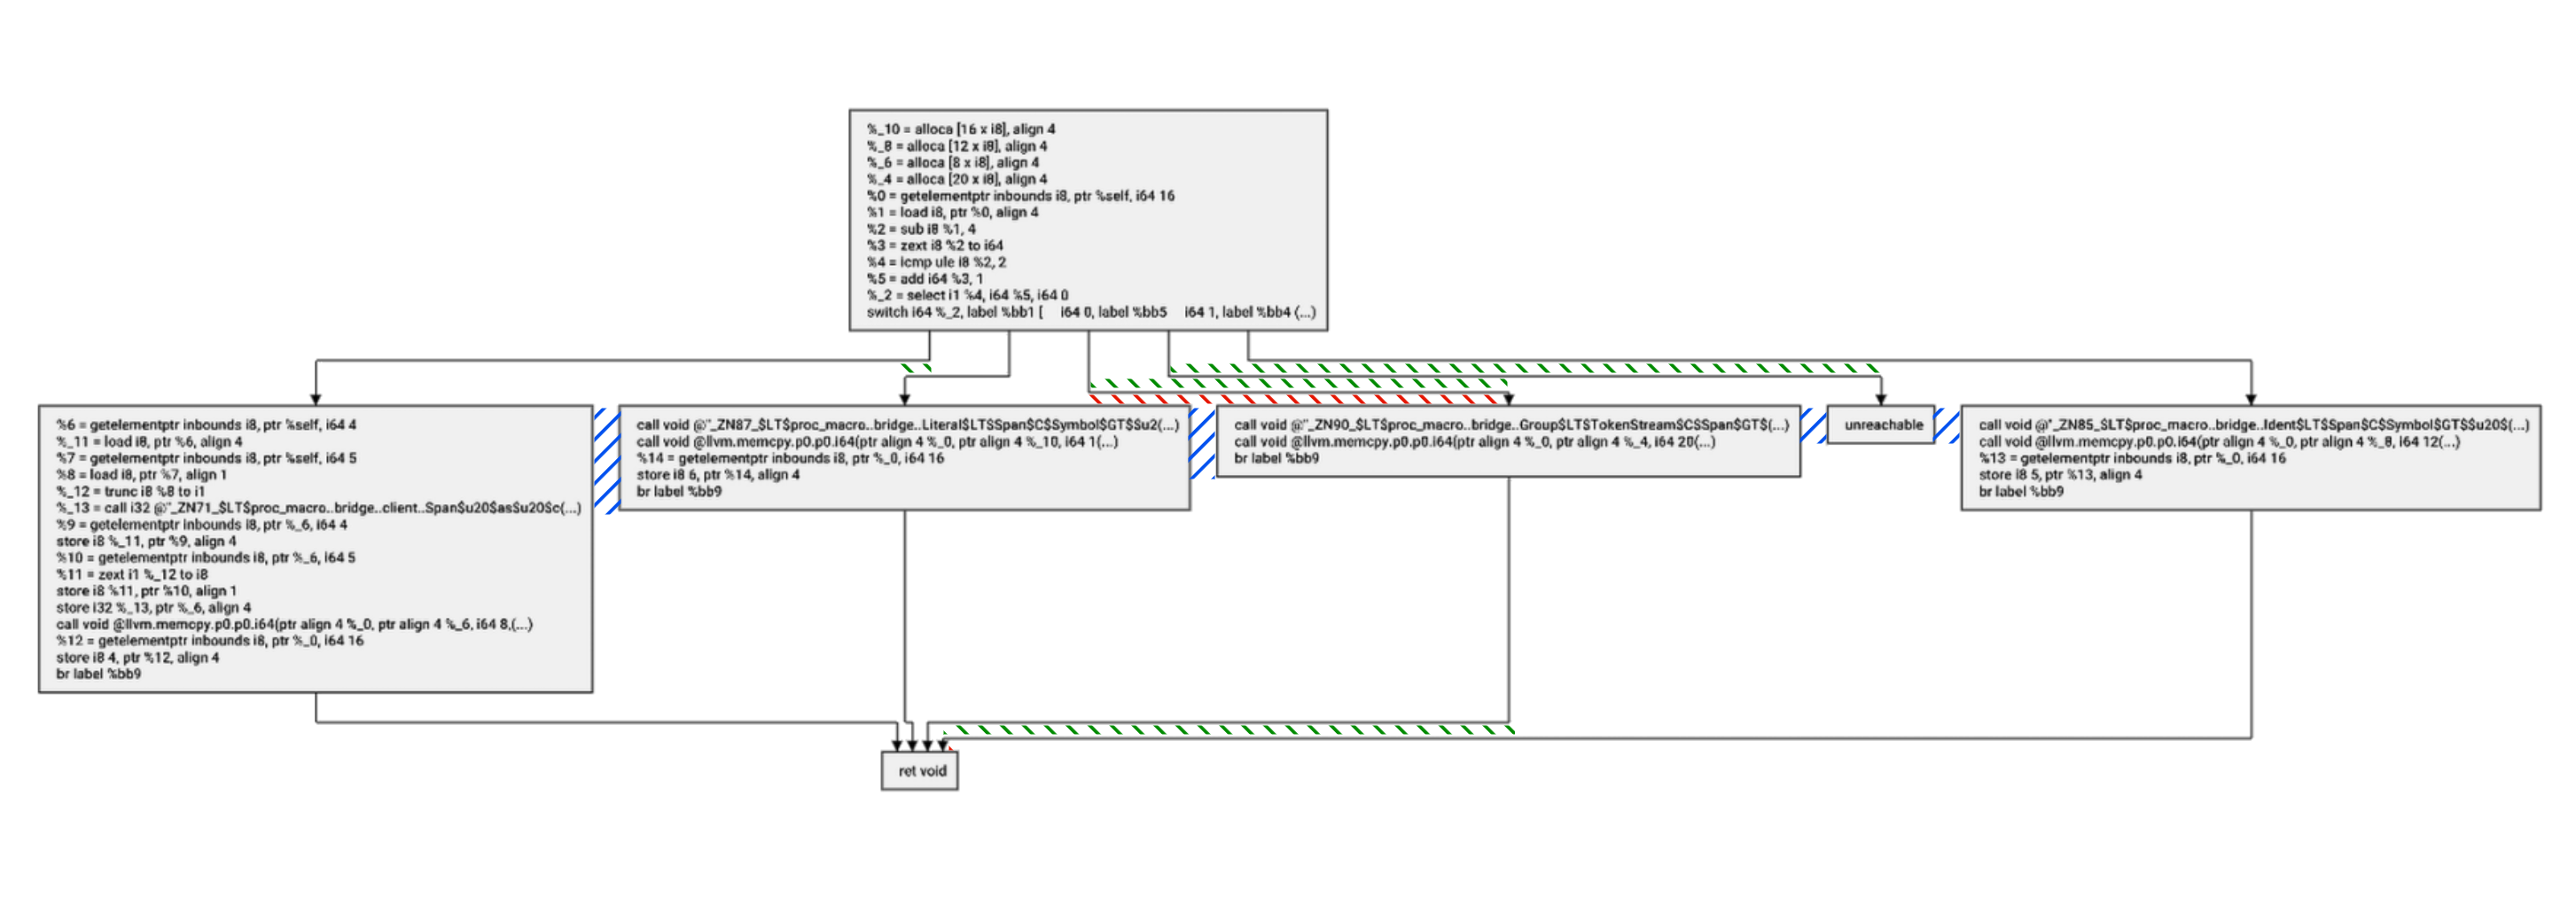 %_10 = alloca [16 x i8], align 4
%_8 = alloca [12 x i8], align 4
%_6 = alloca [8 x i8], align 4
%_4 = alloca [20 x i8], align 4
%0 = getelementptr inbounds i8, ptr %self, i64 16
%1 = load i8, ptr %0, align 4
%2 = sub i8 %1, 4
%3 = zext i8 %2 to i64
%4 = icmp ule i8 %2, 2
%5 = add i64 %3, 1
%_2 = select i1 %4, i64 %5, i64 0
switch i64 %_2, label %bb1 [     i64 0, label %bb5     i64 1, label %bb4 (...)
%6 = getelementptr inbounds i8, ptr %self, i64 4
%_11 = load i8, ptr %6, align 4
%7 = getelementptr inbounds i8, ptr %self, i64 5
%8 = load i8, ptr %7, align 1
%_12 = trunc i8 %8 to i1
%_13 = call i32 @"_ZN71_$LT$proc_macro..bridge..client..Span$u20$as$u20$c(...)
%9 = getelementptr inbounds i8, ptr %_6, i64 4
store i8 %_11, ptr %9, align 4
%10 = getelementptr inbounds i8, ptr %_6, i64 5
%11 = zext i1 %_12 to i8
store i8 %11, ptr %10, align 1
store i32 %_13, ptr %_6, align 4
call void @llvm.memcpy.p0.p0.i64(ptr align 4 %_0, ptr align 4 %_6, i64 8,(...)
%12 = getelementptr inbounds i8, ptr %_0, i64 16
store i8 4, ptr %12, align 4
br label %bb9
call void @"_ZN87_$LT$proc_macro..bridge..Literal$LT$Span$C$Symbol$GT$$u2(...)
call void @llvm.memcpy.p0.p0.i64(ptr align 4 %_0, ptr align 4 %_10, i64 1(...)
%14 = getelementptr inbounds i8, ptr %_0, i64 16
store i8 6, ptr %14, align 4
br label %bb9
call void @"_ZN90_$LT$proc_macro..bridge..Group$LT$TokenStream$C$Span$GT$(...)
call void @llvm.memcpy.p0.p0.i64(ptr align 4 %_0, ptr align 4 %_4, i64 20(...)
br label %bb9
unreachable
call void @"_ZN85_$LT$proc_macro..bridge..Ident$LT$Span$C$Symbol$GT$$u20$(...)
call void @llvm.memcpy.p0.p0.i64(ptr align 4 %_0, ptr align 4 %_8, i64 12(...)
%13 = getelementptr inbounds i8, ptr %_0, i64 16
store i8 5, ptr %13, align 4
br label %bb9
ret void